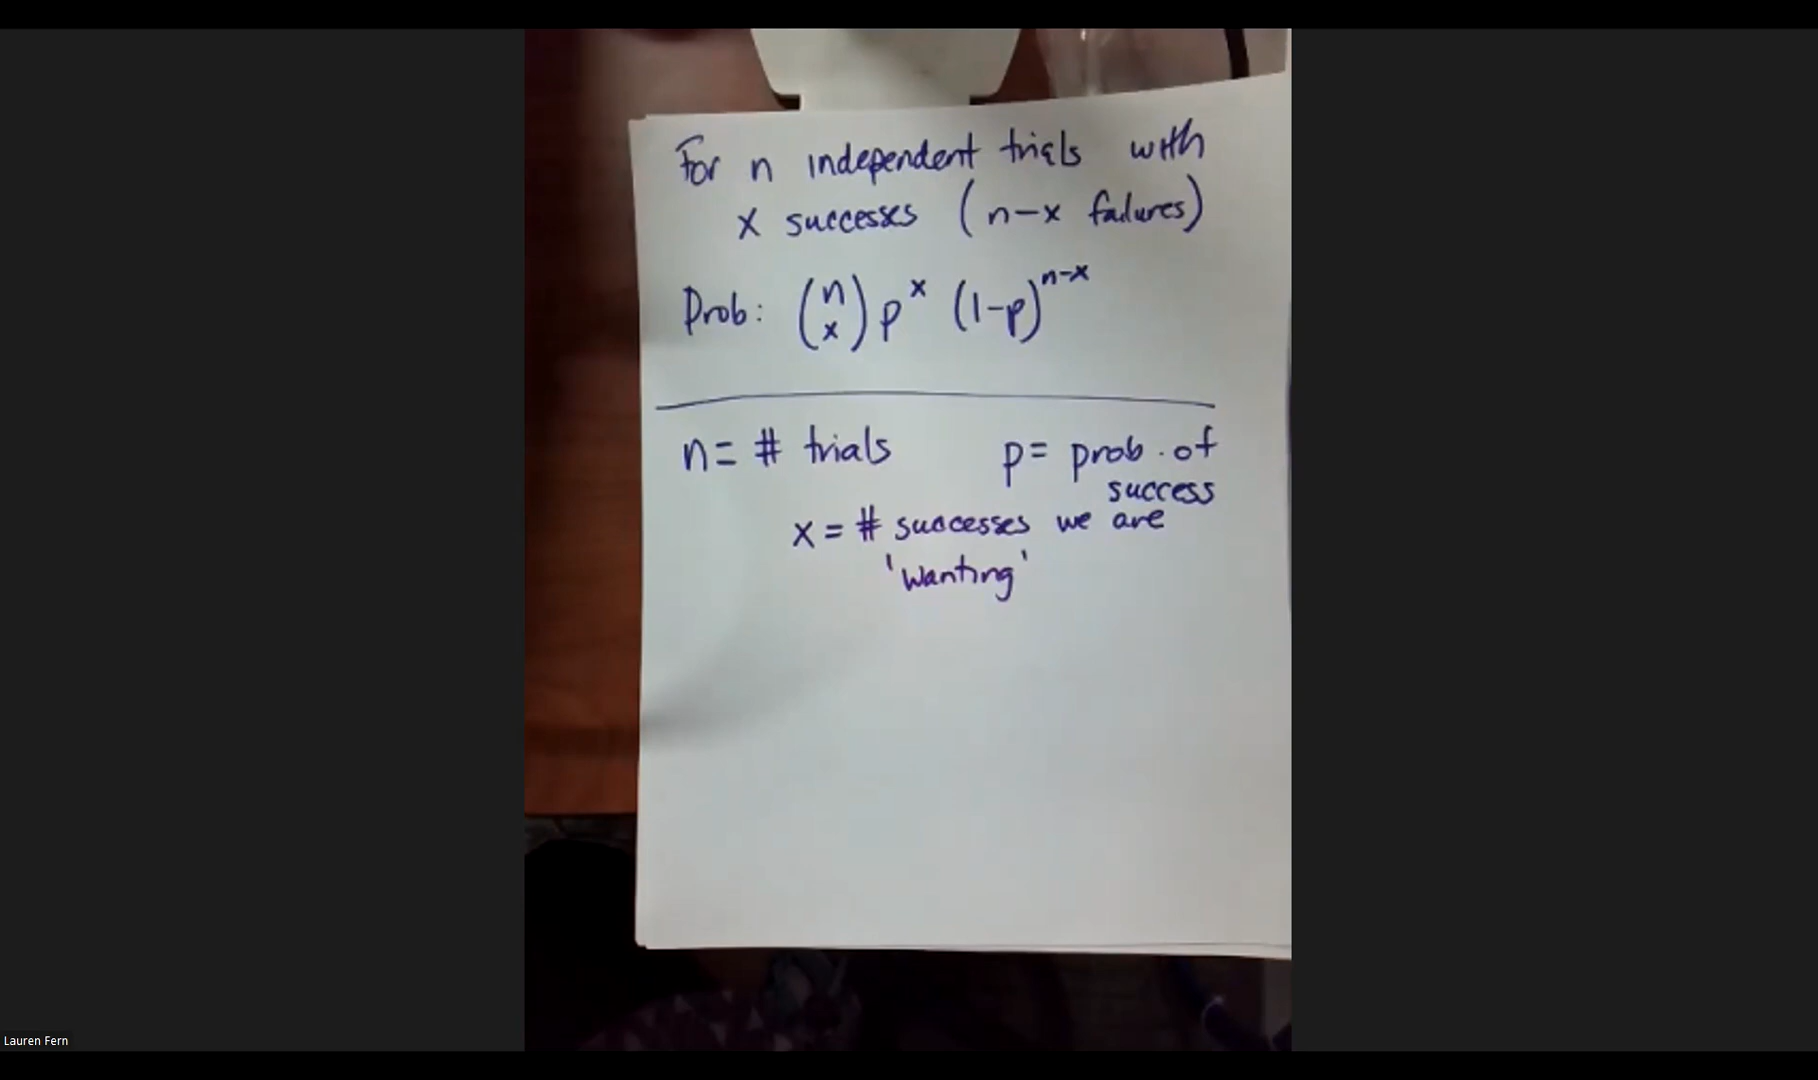 For n independent trials with
x successes (n-x failures)
Prob: (n x) p^x (1-p)^n-x
n = # trials
p = prob. of
success
x = # successes we are
'wanting'
Lauren Fern